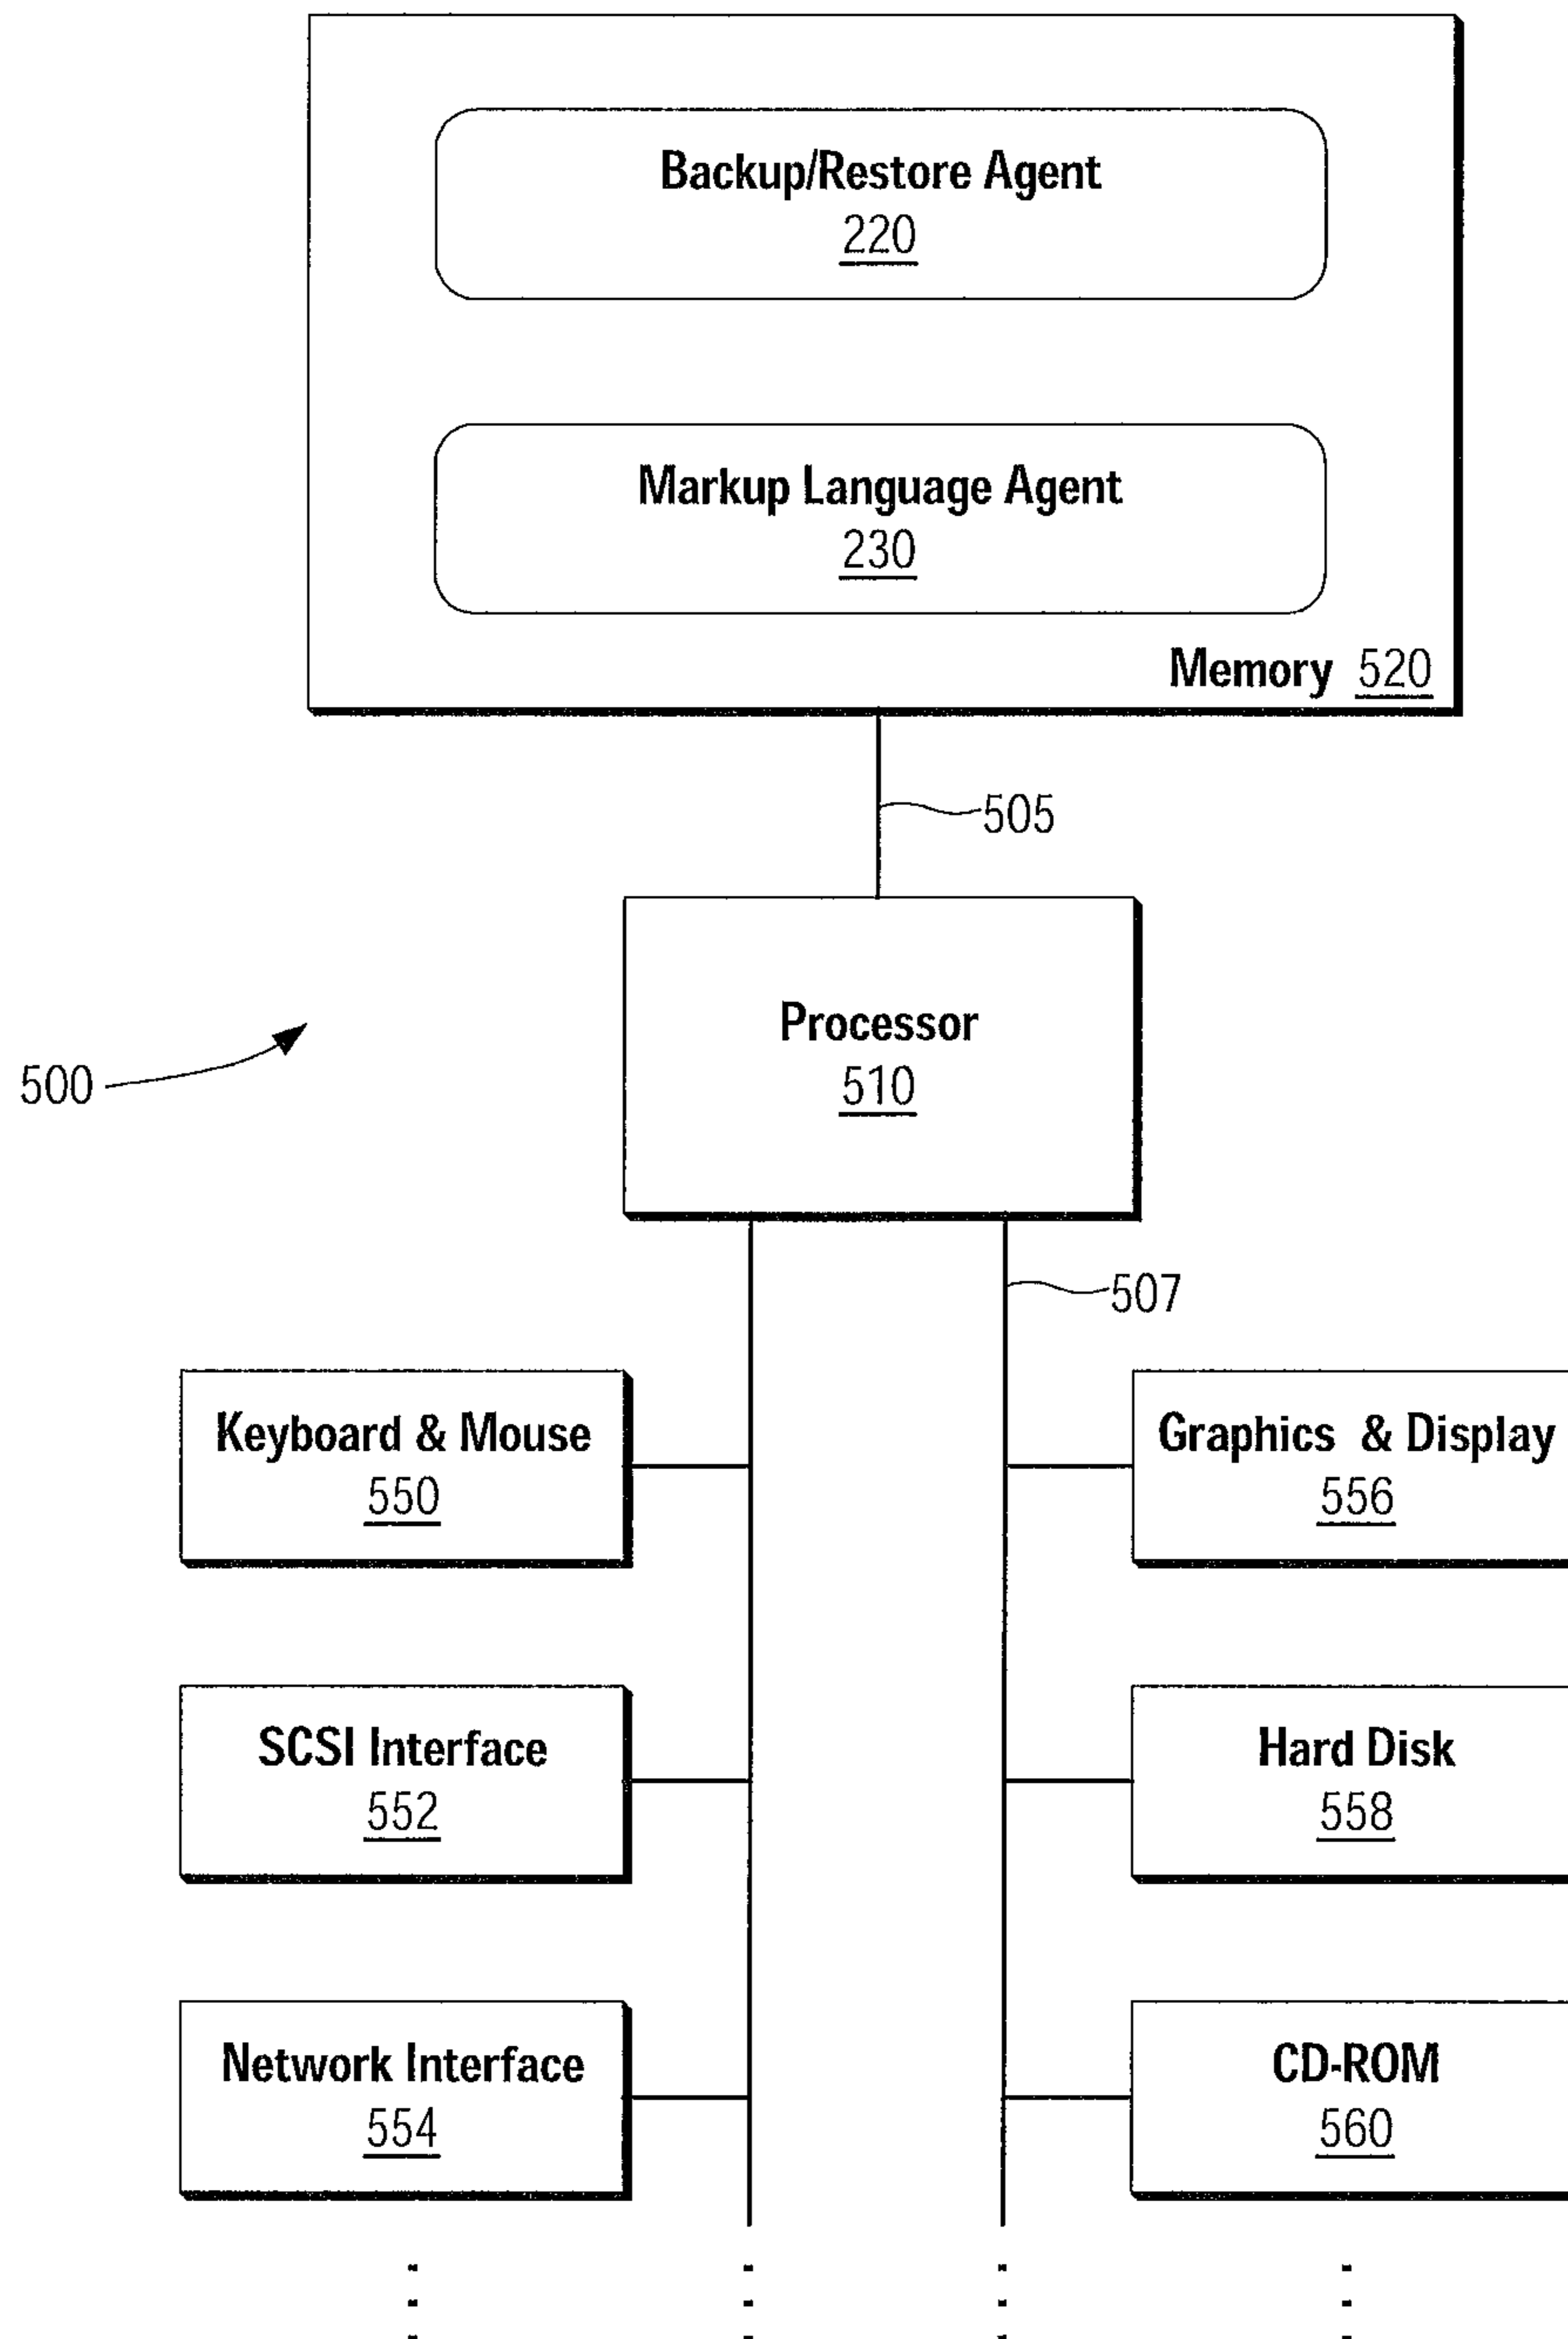 Backup/Restore Agent
220
Markup Language Agent
230
Memory 520
505
Processor
510
500
507
Keyboard & Mouse
550
Graphics & Display
556
SCSI Interface
552
Hard Disk
558
Network Interface
554
CD-ROM
560